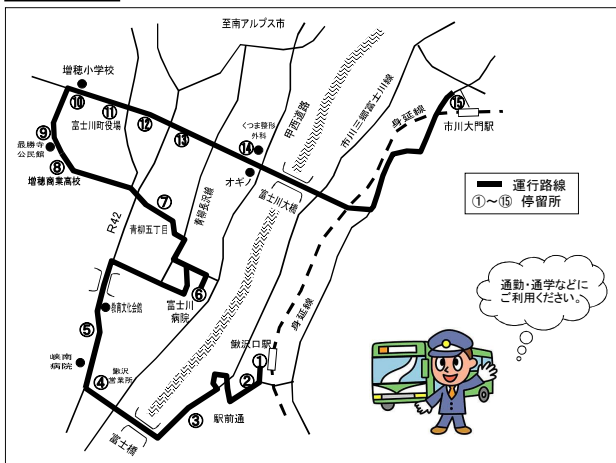 至南アルプス市
増穂小学校
⑩
⑪
富士川町役場
⑫
⑬
くつま整形
外科
⑭
甲西道路
市川三郷富士川線
身延線
⑮
市川大門駅
⑨
最勝寺
公民館
⑧
増穂商業高校
オギノ
富士川大橋
運行路線
①～⑮ 停留所
R42
⑦
青柳五丁目
青柳長沢線
⑥
富士川
病院
教育文化会館
⑤
身延線
通勤・通学などに
ご利用ください。
鰍沢口駅
①
②
峡南
病院
④
鰍沢
営業所
③
駅前通
富士橋